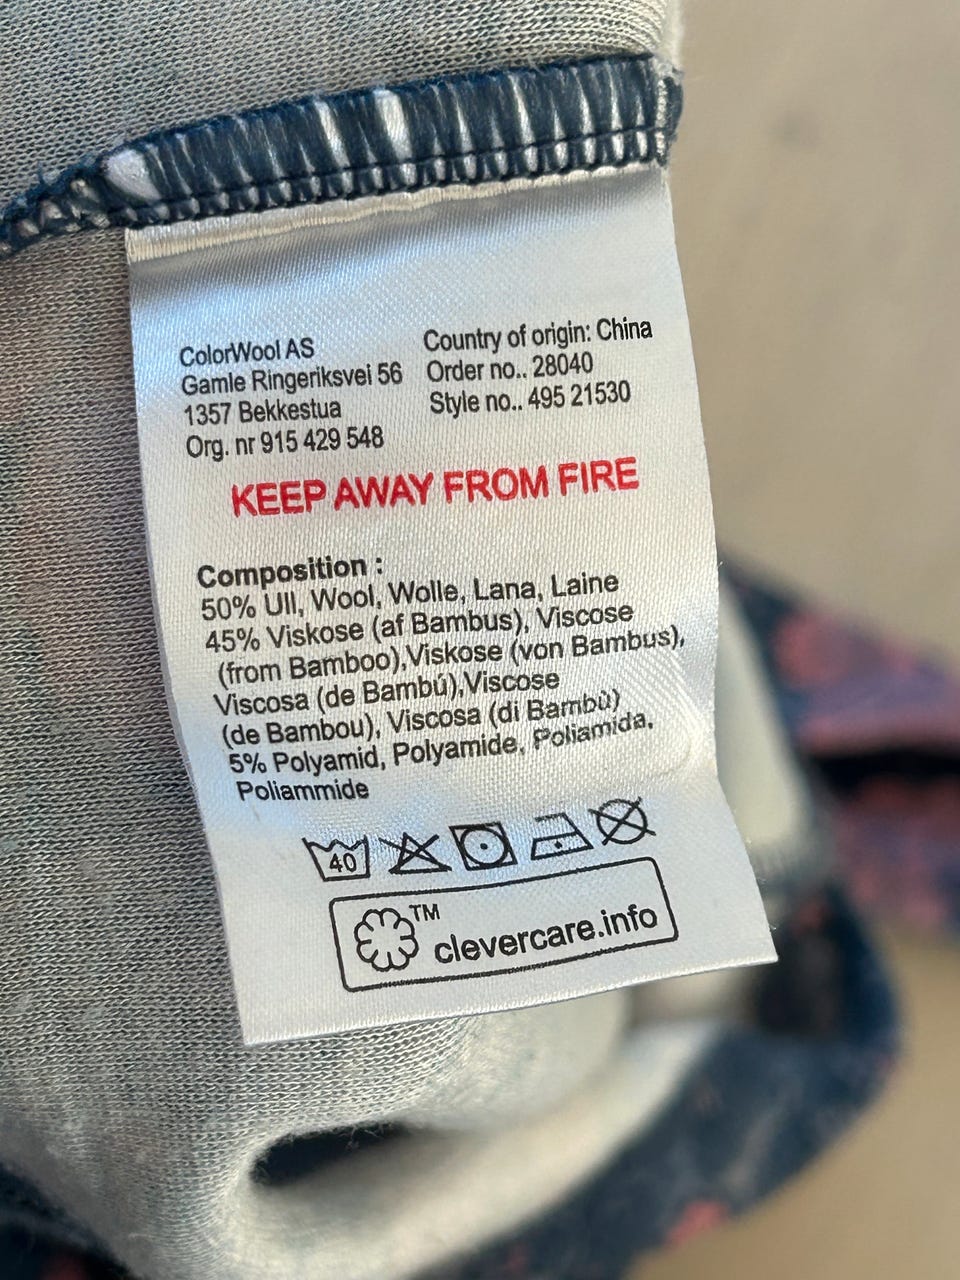 ColorWool AS
Gamle Ringeriksvei 56
1357 Bekkestua
Org. nr 915 429 548
Country of origin: China
Order no.. 28040
Style no.. 495 21530
KEEP AWAY FROM FIRE
Composition :
50% Ull, Wool, Wolle, Lana, Laine
45% Viskose (af Bambus), Viscose
(from Bamboo),Viskose (von Bambus),
Viscosa (de Bambú),Viscose
(de Bambou), Viscosa (di Bambù)
5% Polyamid, Polyamide, Poliamida,
Poliammide
40
™
clevercare.info